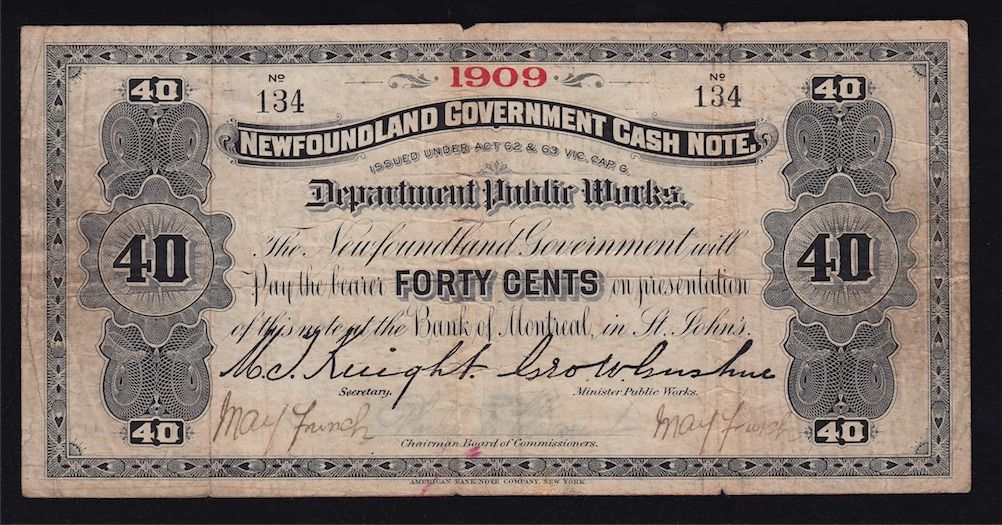 1909
Nº 134 Nº 134
40 40
NEWFOUNDLAND GOVERNMENT CASH NOTE.
ISSUED UNDER ACT 62 & 63 VIC. CAP. 6.
Department Public Works.
The Newfoundland Government will
40 40
Pay the bearer FORTY CENTS on presentation
of this note at the Bank of Montreal, in St. Johns.
Secretary. Minister Public Works.
May French May French
40 40
Chairman Board of Commissioners.
AMERICAN BANK NOTE COMPANY, NEW YORK.